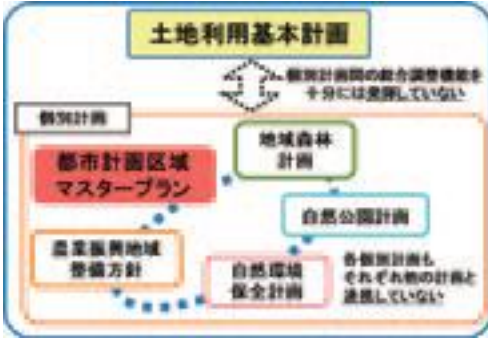 土地利用基本計画
個別計画間の総合調整機能を
十分には発揮していない
個別計画
都市計画区域
マスタープラン
地域森林
計画
自然公園計画
農業振興地域
整備方針
自然環境
保全計画
各個別計画も
それぞれ他の計画と
連携していない